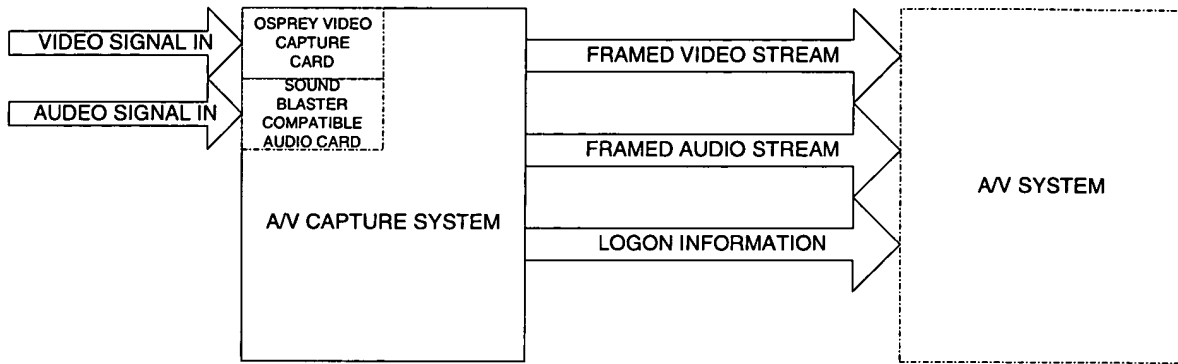 VIDEO SIGNAL IN
OSPREY VIDEO
CAPTURE
CARD
AUDEO SIGNAL IN
SOUND
BLASTER
COMPATIBLE
AUDIO CARD
A/V CAPTURE SYSTEM
FRAMED VIDEO STREAM
FRAMED AUDIO STREAM
LOGON INFORMATION
A/V SYSTEM